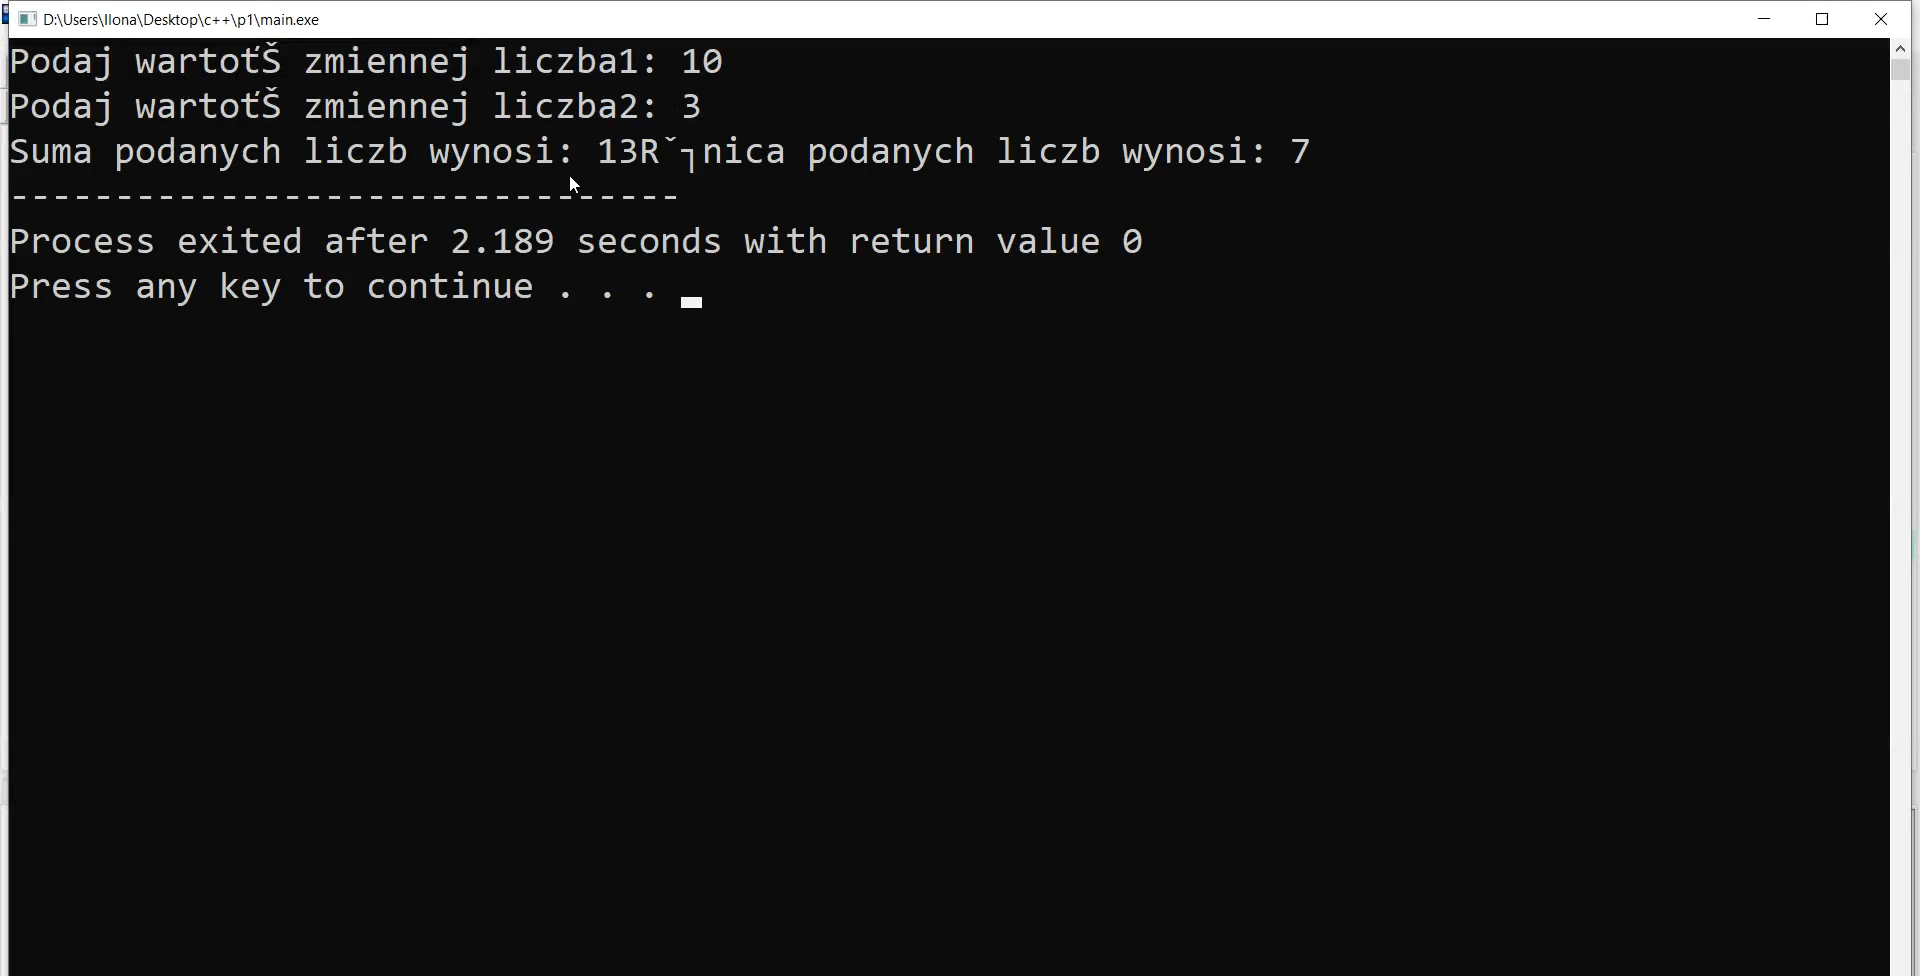 D:\Users\Ilona\Desktop\c++\p1\main.exe
Podaj wartoťŠ zmiennej liczba1: 10
Podaj wartoťŠ zmiennej liczba2: 3
Suma podanych liczb wynosi: 13Rˇ┐nica podanych liczb wynosi: 7
--------------------------------
Process exited after 2.189 seconds with return value 0
Press any key to continue . . .